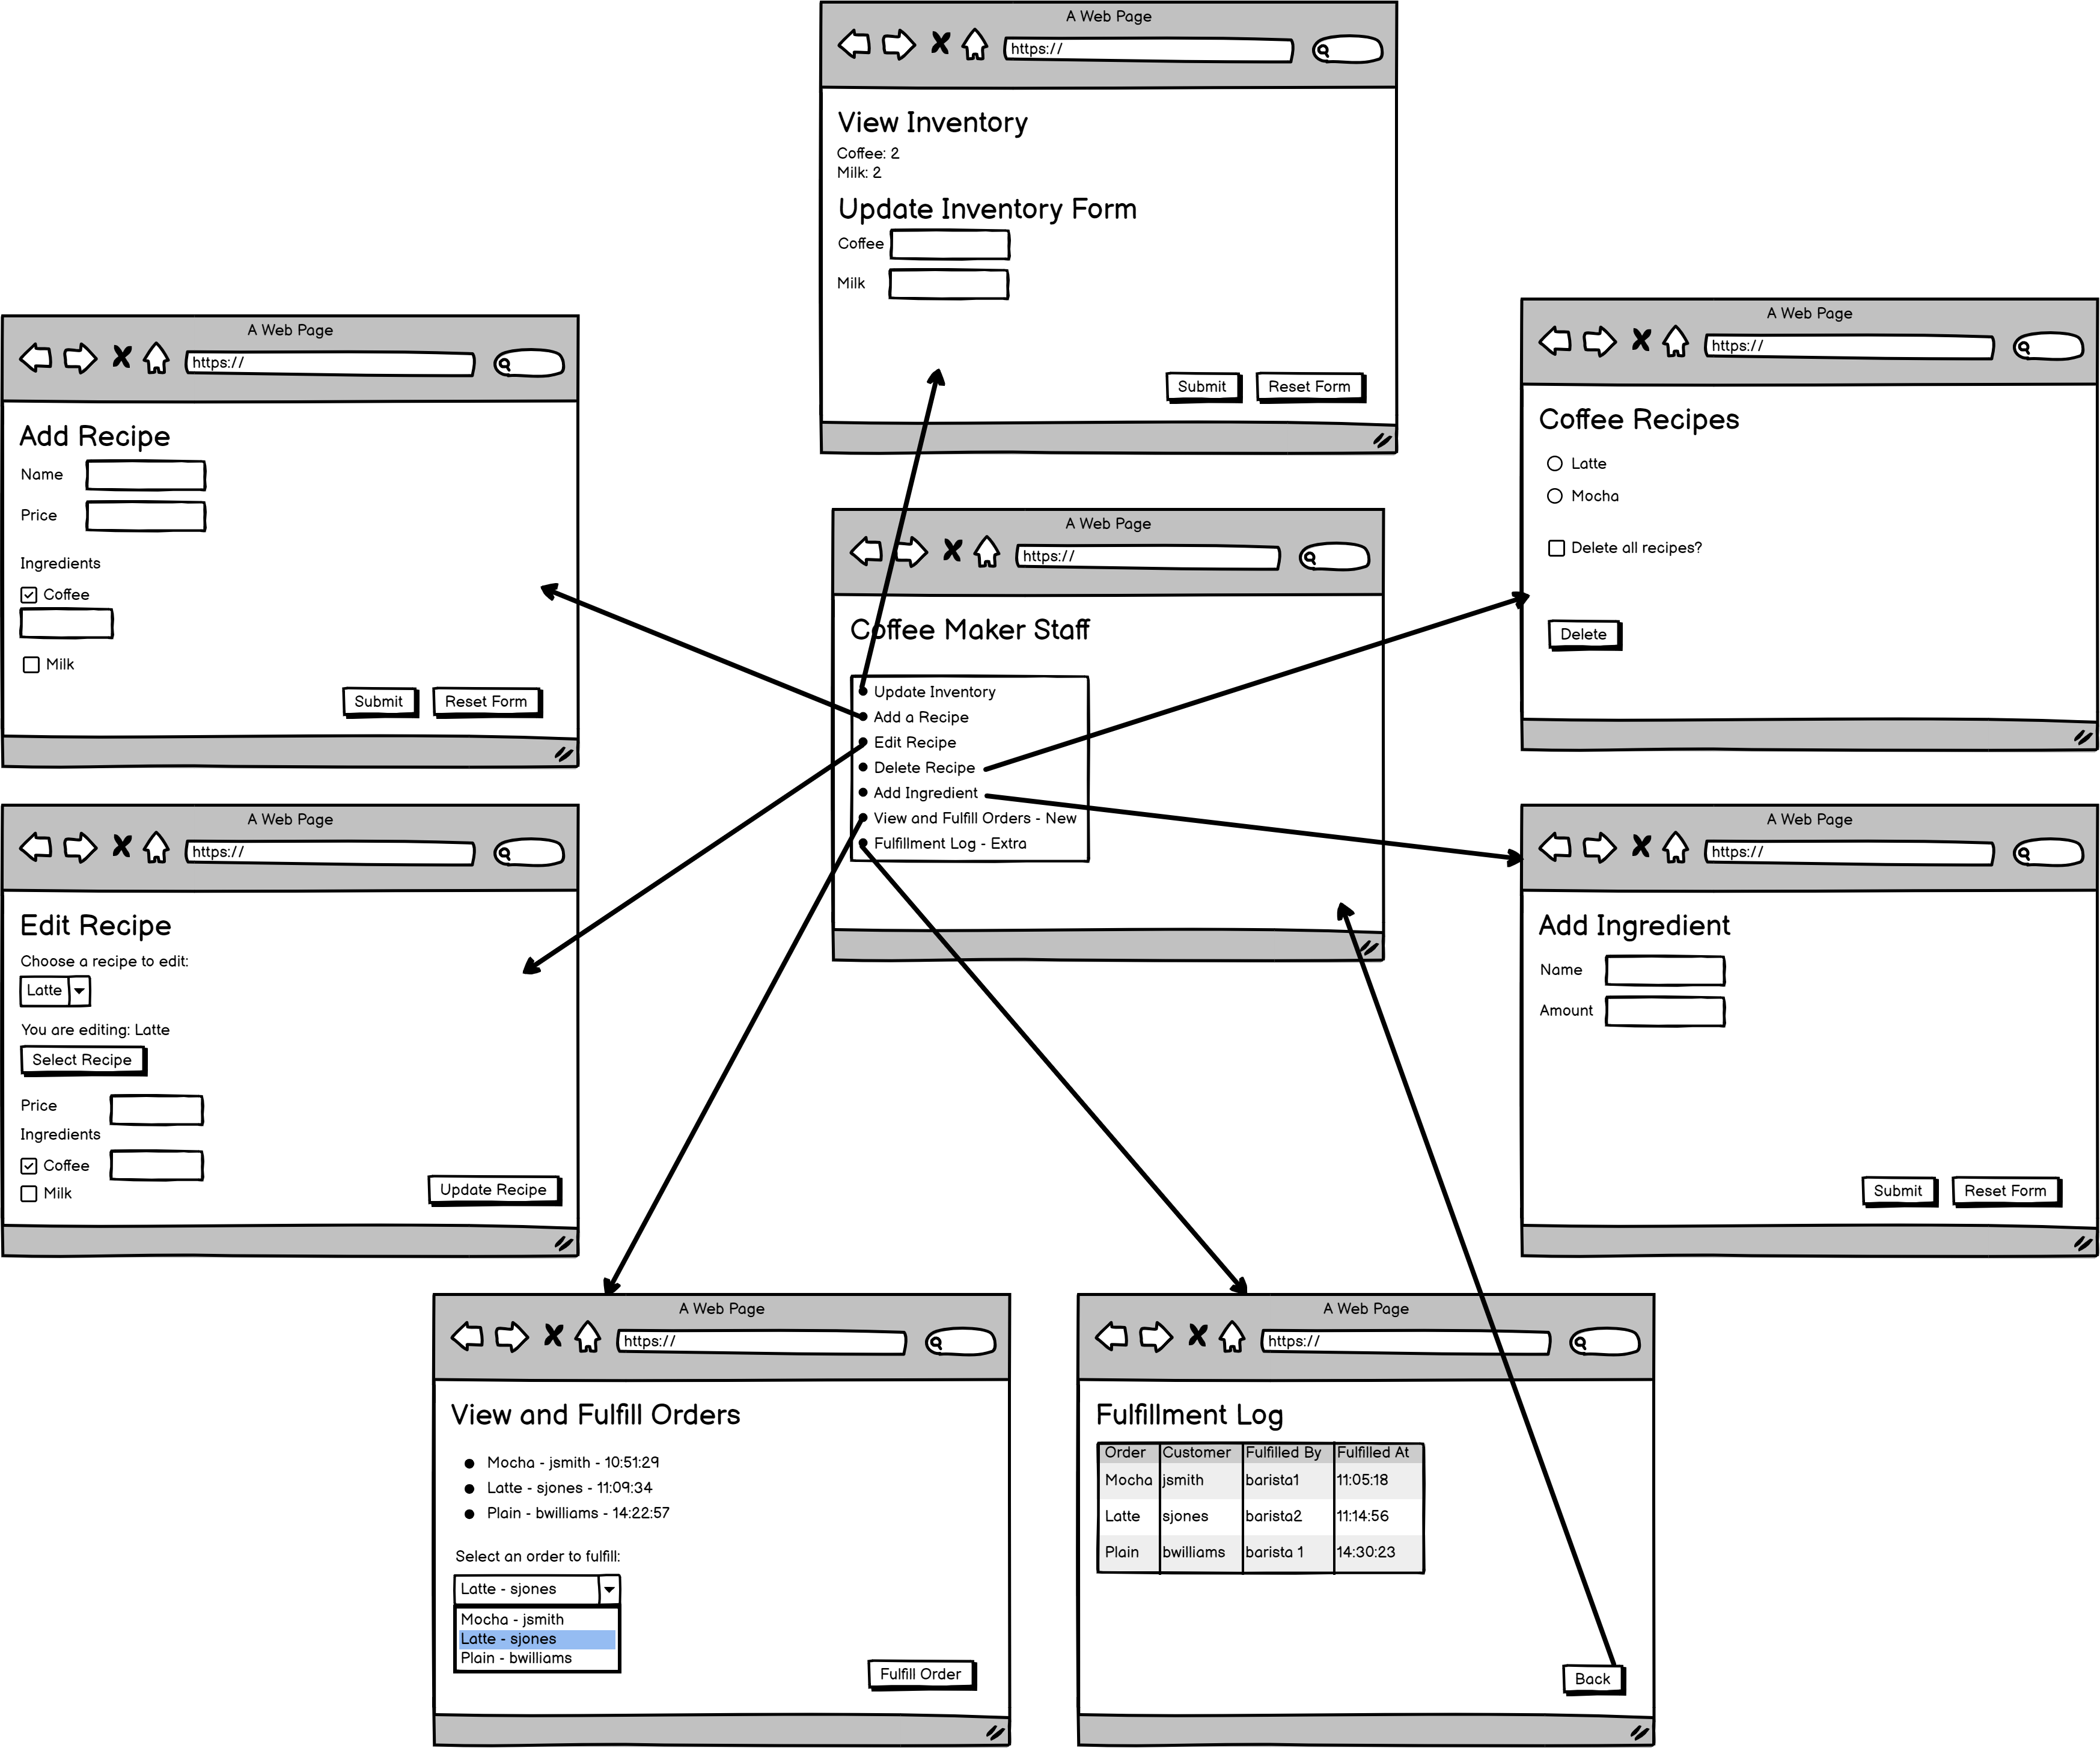 A Web Page
https://
View Inventory
Coffee: 2
Milk: 2
Update Inventory Form
Coffee
Milk
Submit Reset Form
A Web Page
https://
Add Recipe
Name
Price
Ingredients
Coffee
Milk
Submit Reset Form
A Web Page
https://
Coffee Maker Staff
Update Inventory
Add a Recipe
Edit Recipe
Delete Recipe
Add Ingredient
View and Fulfill Orders - New
Fulfillment Log - Extra
A Web Page
https://
Coffee Recipes
Latte
Mocha
Delete all recipes?
Delete
A Web Page
https://
Edit Recipe
Choose a recipe to edit:
Latte
You are editing: Latte
Select Recipe
Price
Ingredients
Coffee
Milk
Update Recipe
A Web Page
https://
Add Ingredient
Name
Amount
Submit Reset Form
A Web Page
https://
View and Fulfill Orders
Mocha - jsmith - 10:51:29
Latte - sjones - 11:09:34
Plain - bwilliams - 14:22:57
Select an order to fulfill:
Latte - sjones
Mocha - jsmith
Latte - sjones
Plain - bwilliams
Fulfill Order
A Web Page
https://
Fulfillment Log
Order Customer Fulfilled By Fulfilled At
Mocha jsmith barista1 11:05:18
Latte sjones barista2 11:14:56
Plain bwilliams barista 1 14:30:23
Back